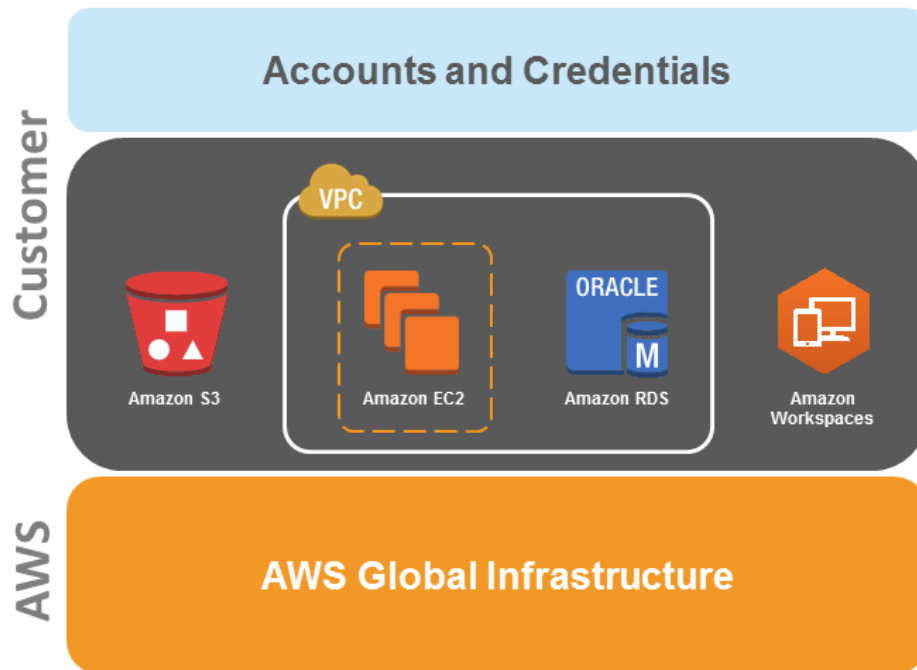 Customer
Accounts and Credentials
VPC
ORACLE
M
Amazon S3
Amazon EC2
Amazon RDS
Amazon
Workspaces
AWS
AWS Global Infrastructure